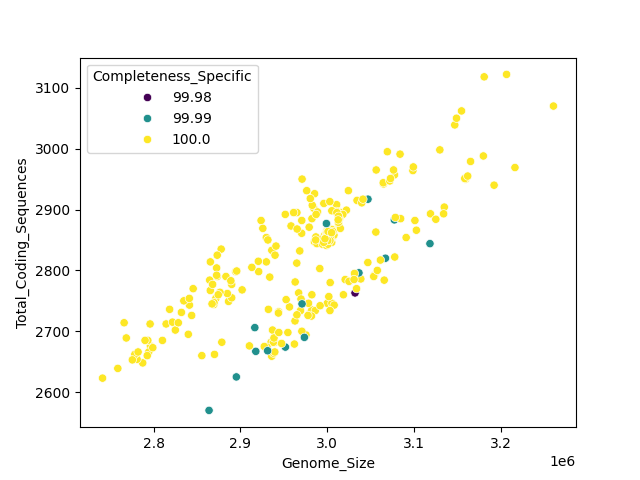 Completeness_Specific
99.98
99.99
100.0
3100
3000
2900
2800
2700
2600
Total_Coding_Sequences
2.8 2.9 3.0 3.1 3.2
1e6
Genome_Size